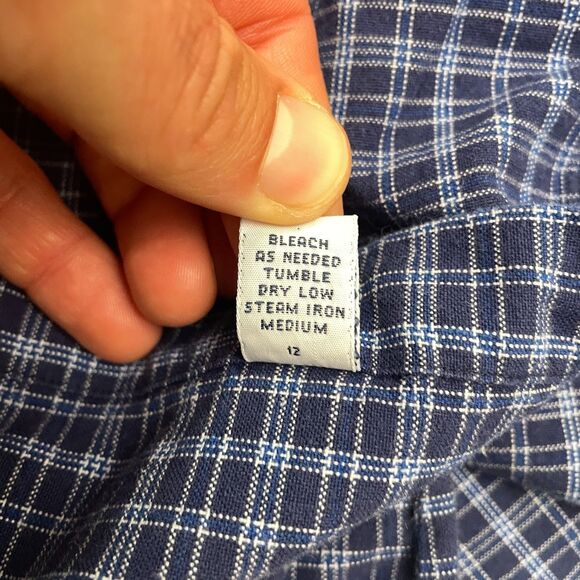 BLEACH
AS NEEDED
TUMBLE
DRY LOW
STEAM IRON
MEDIUM
12